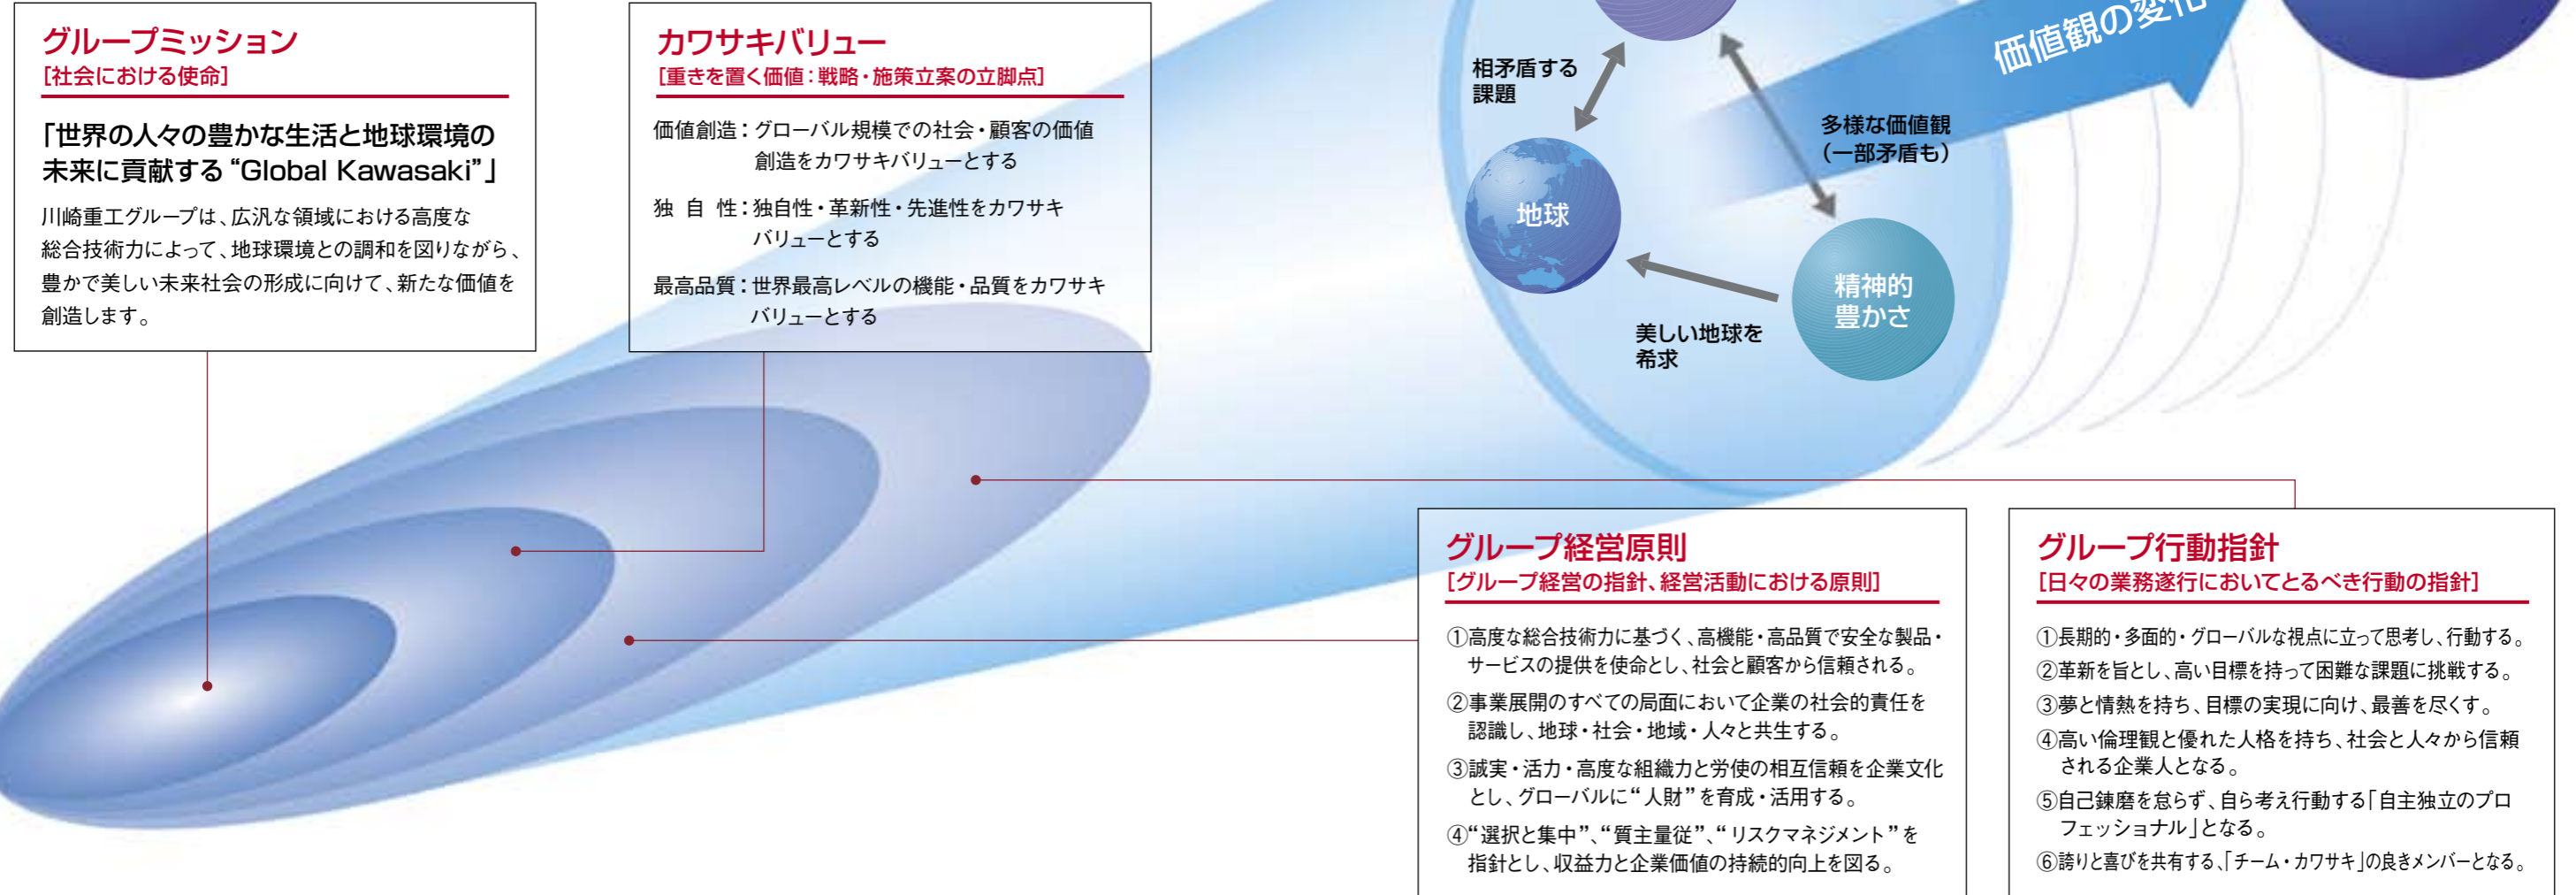 グループミッション
[社会における使命]
「世界の人々の豊かな生活と地球環境の
未来に貢献する“Global Kawasaki”」
川崎重工グループは、広汎な領域における高度な
総合技術力によって、地球環境との調和を図りながら、
豊かで美しい未来社会の形成に向けて、新たな価値を
創造します。
カワサキバリュー
[重きを置く価値：戦略・施策立案の立脚点]
価値創造：グローバル規模での社会・顧客の価値
創造をカワサキバリューとする
独 自 性：独自性・革新性・先進性をカワサキ
バリューとする
最高品質：世界最高レベルの機能・品質をカワサキ
バリューとする
価値観の変化
相矛盾する
課題
多様な価値観
（一部矛盾も）
地球
精神的
豊かさ
美しい地球を
希求
グループ経営原則
[グループ経営の指針、経営活動における原則]
①高度な総合技術力に基づく、高機能・高品質で安全な製品・
サービスの提供を使命とし、社会と顧客から信頼される。
②事業展開のすべての局面において企業の社会的責任を
認識し、地球・社会・地域・人々と共生する。
③誠実・活力・高度な組織力と労使の相互信頼を企業文化
とし、グローバルに“人財”を育成・活用する。
④“選択と集中”、“質主量従”、“リスクマネジメント”を
指針とし、収益力と企業価値の持続的向上を図る。
グループ行動指針
[日々の業務遂行においてとるべき行動の指針]
①長期的・多面的・グローバルな視点に立って思考し、行動する。
②革新を旨とし、高い目標を持って困難な課題に挑戦する。
③夢と情熱を持ち、目標の実現に向け、最善を尽くす。
④高い倫理観と優れた人格を持ち、社会と人々から信頼
される企業人となる。
⑤自己錬磨を怠らず、自ら考え行動する「自主独立のプロ
フェッショナル」となる。
⑥誇りと喜びを共有する、「チーム・カワサキ」の良きメンバーとなる。